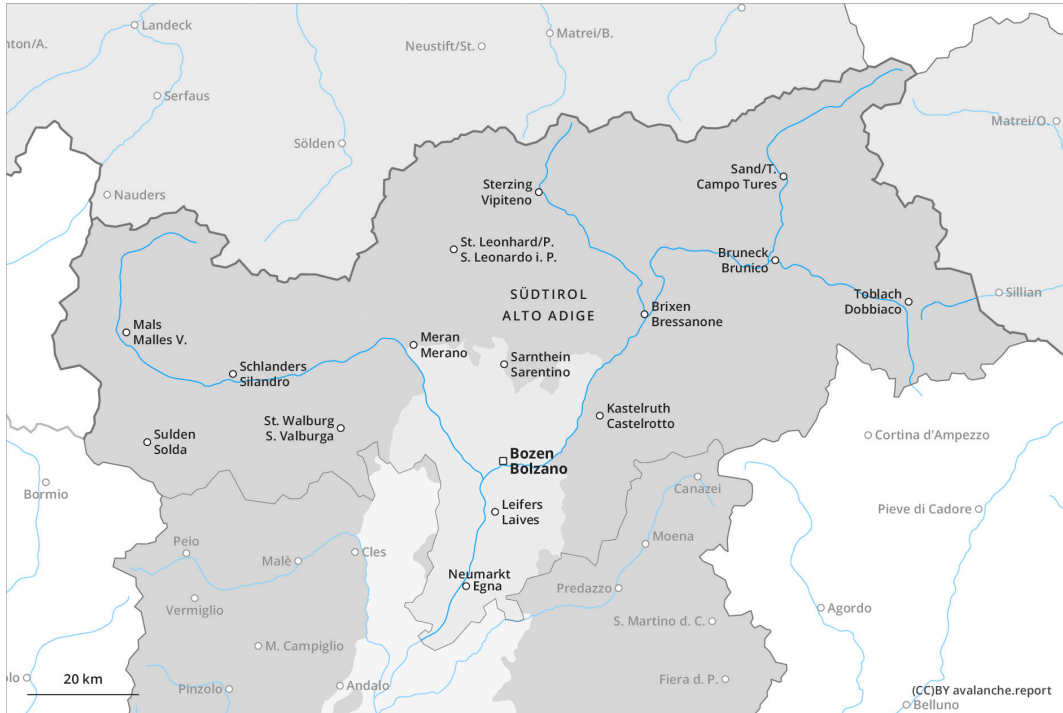 Landeck
nton/A.
Neustift/St.
Matrei/B.
Serfaus
Matrei/O.
Sölden
Sand/T.
Campo Tures
Nauders
Sterzing
Vipiteno
St. Leonhard/P.
S. Leonardo i. P.
Bruneck
Brunico
SÜDTIROL
ALTO ADIGE
Toblach
Dobbiaco
Sillian
Brixen
Bressanone
Mals
Malles V.
Meran
Merano
Sarnthein
Sarentino
Schlanders
Silandro
Kastelruth
Castelrotto
St. Walburg
S. Valburga
Sulden
Solda
Cortina d'Ampezzo
Bozen
Bolzano
Bormio
Canazei
Leifers
Laives
Pieve di Cadore
Peio
Malè
Cles
Moena
Neumarkt
Egna
Predazzo
Vermiglio
Agordo
S. Martino d. C.
M. Campiglio
olo
20 km
Pinzolo
Andalo
Fiera d. P.
(CC)BY avalanche.report
Belluno